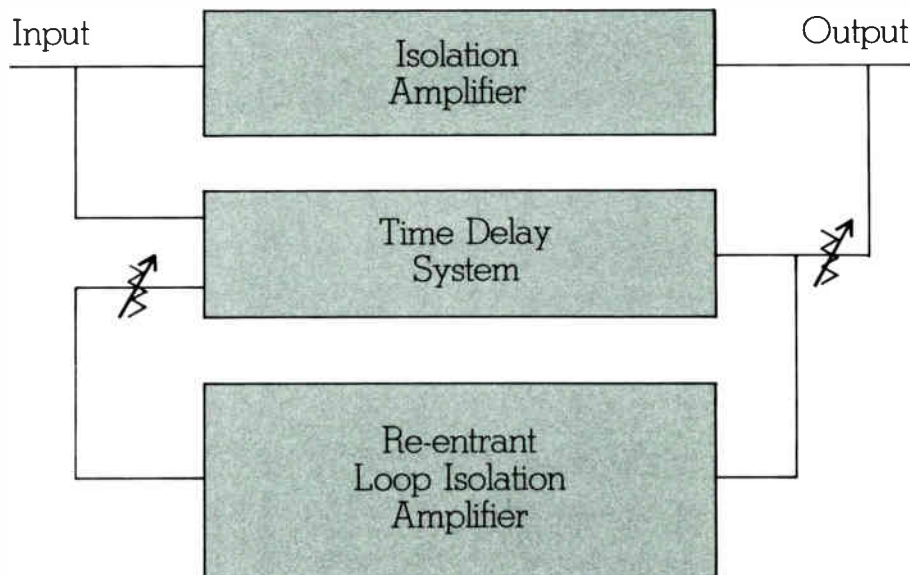 Input
Output
Isolation
Amplifier
Time Delay
System
Re-entrant
Loop Isolation
Amplifier